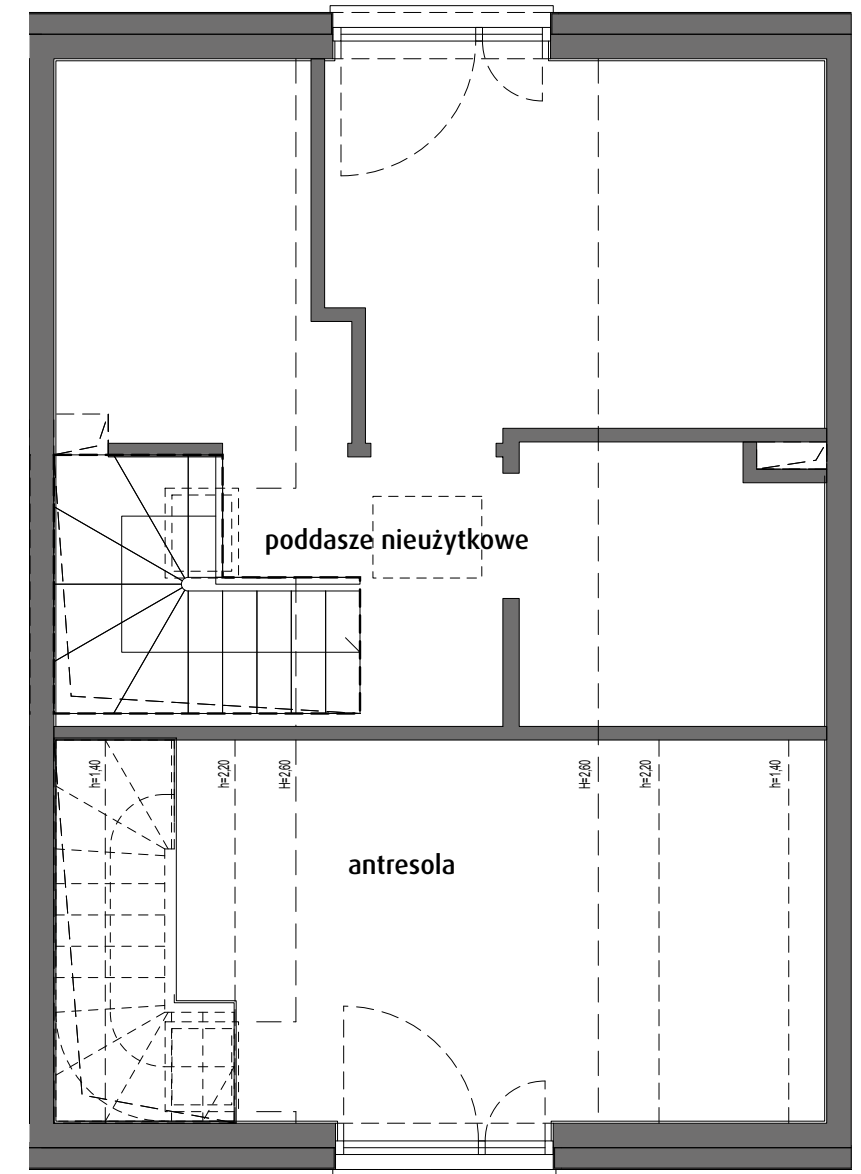 poddasze nieużytkowe
h=1,40
h=2,20
H=2,60
H=2,60
h=2,20
h=1,40
antresola